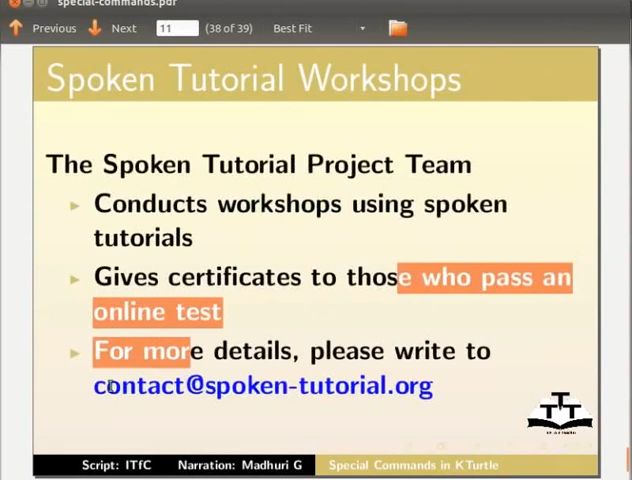 special-commands.pdf
Previous Next 11 (38 of 39) Best Fit
Spoken Tutorial Workshops
The Spoken Tutorial Project Team
Conducts workshops using spoken
tutorials
Gives certificates to those who pass an
online test
For more details, please write to
contact@spoken-tutorial.org
Script: ITfC Narration: Madhuri G Special Commands in KTurtle